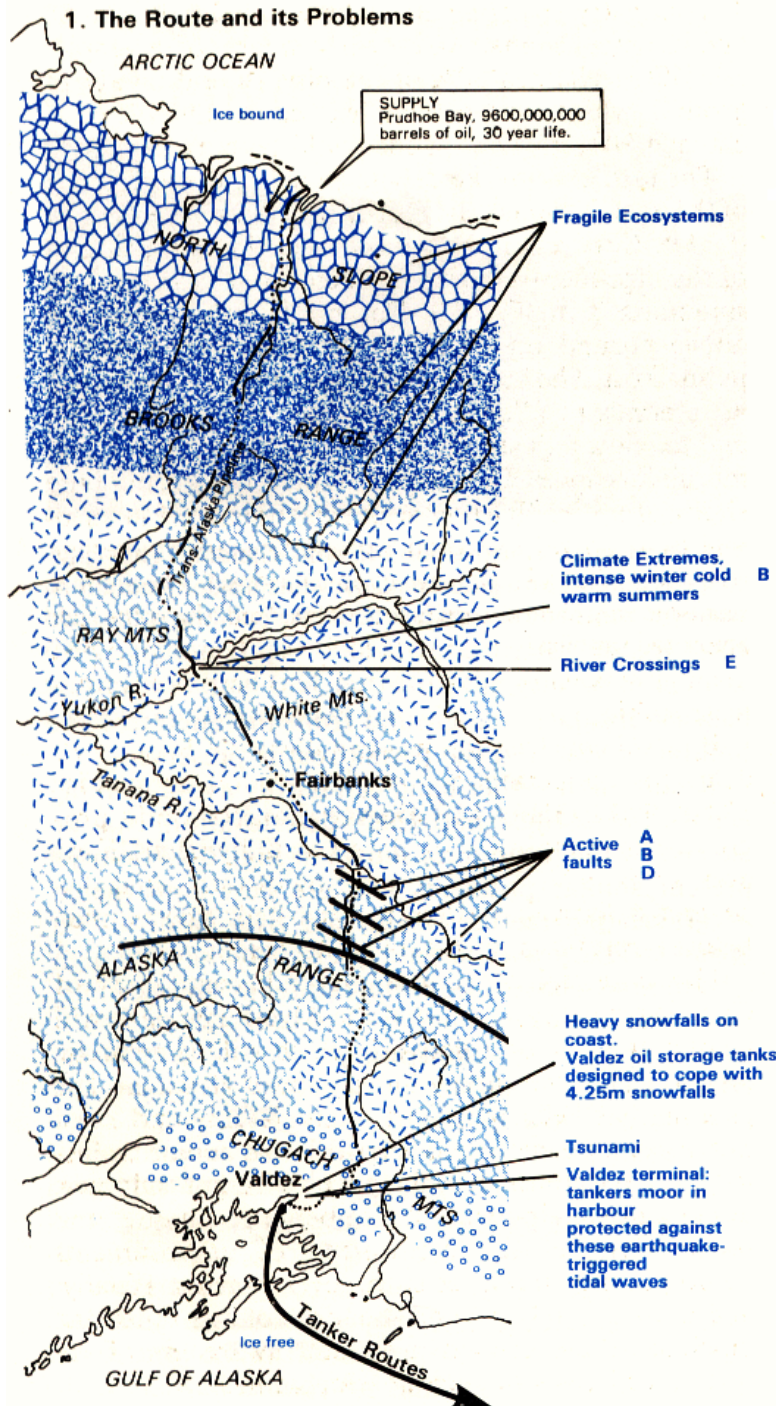 1. The Route and its Problems
ARCTIC OCEAN
Ice bound
SUPPLY
Prudhoe Bay, 9600,000,000
barrels of oil, 30 year life.
Fragile Ecosystems
NORTH
SLOPE
BROOKS
RANGE
Trans-Alaska Pipeline
Climate Extremes,
intense winter cold B
warm summers
RAY MTS
River Crossings E
Yukon R.
White Mts.
Fairbanks
Tanana R.
Active A
faults B
D
ALASKA
RANGE
Heavy snowfalls on
coast.
Valdez oil storage tanks
designed to cope with
4.25m snowfalls
CHUGACH
Tsunami
Valdez
Valdez terminal:
tankers moor in
harbour
protected against
these earthquake-
triggered
tidal waves
MTS
Tanker Routes
Ice free
GULF OF ALASKA